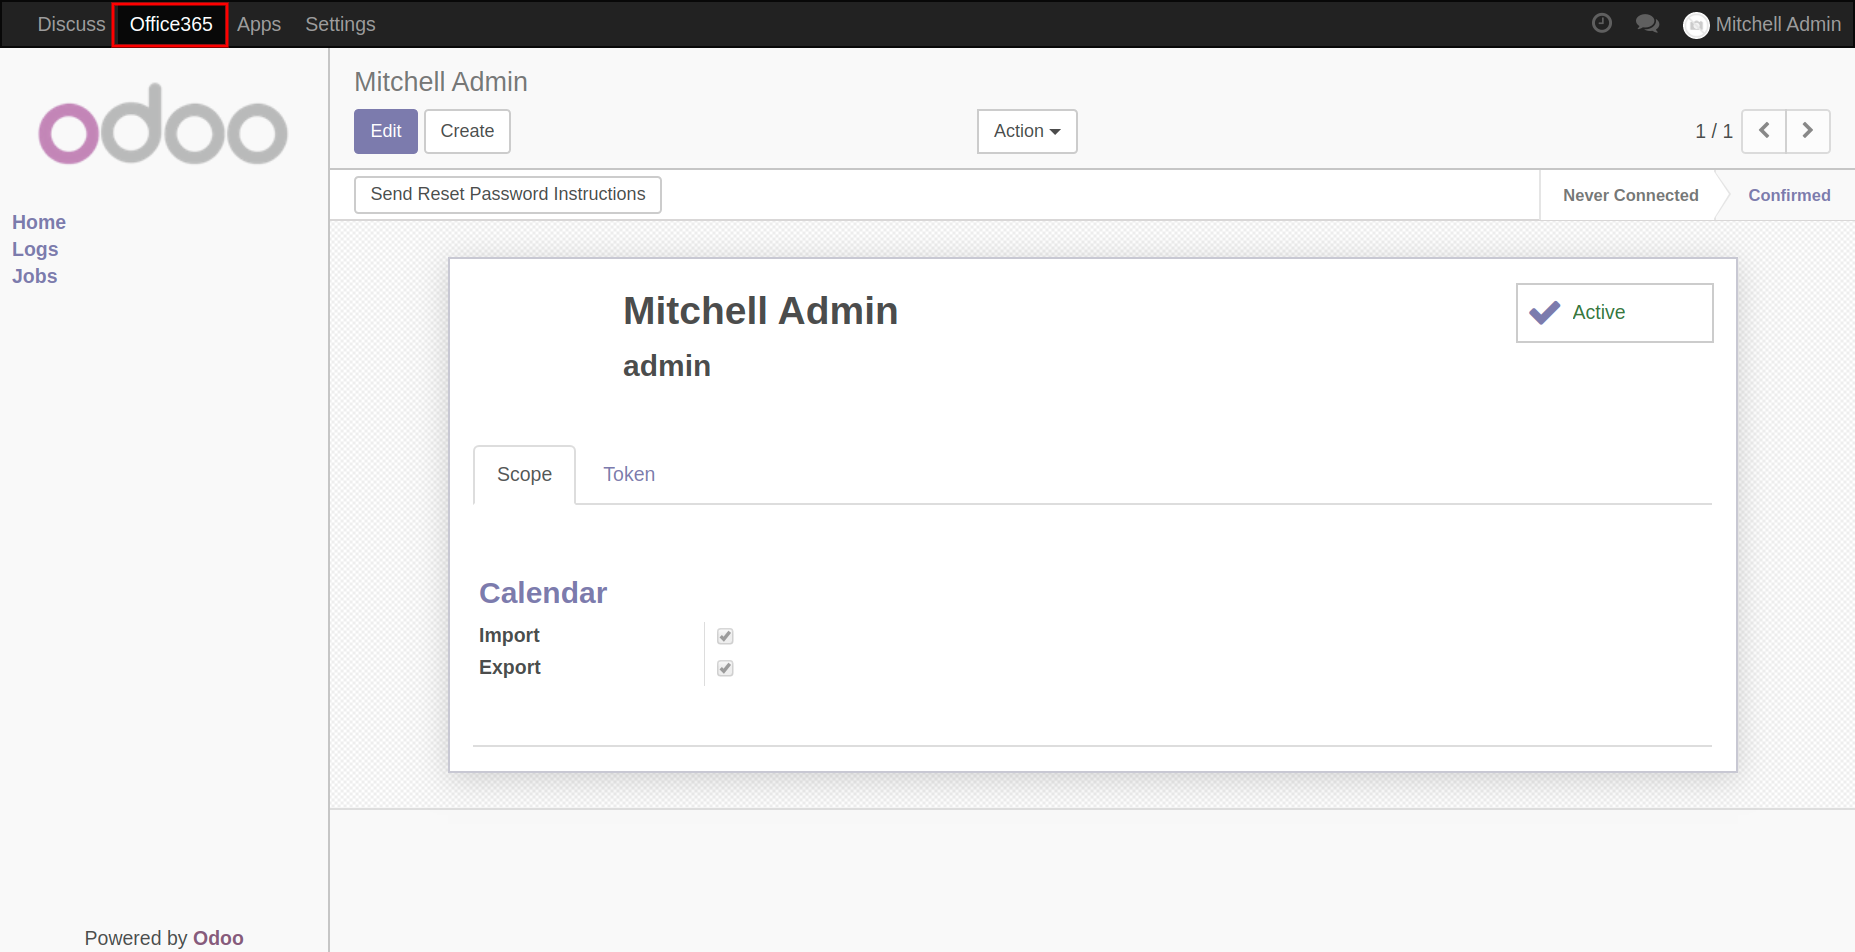 Discuss Office365 Apps Settings Mitchell Admin
odoo
Home
Logs
Jobs
Powered by Odoo
Mitchell Admin
Edit Create Action 1 / 1
Send Reset Password Instructions Never Connected Confirmed
Mitchell Admin
Active
admin
Scope Token
Calendar
Import
Export